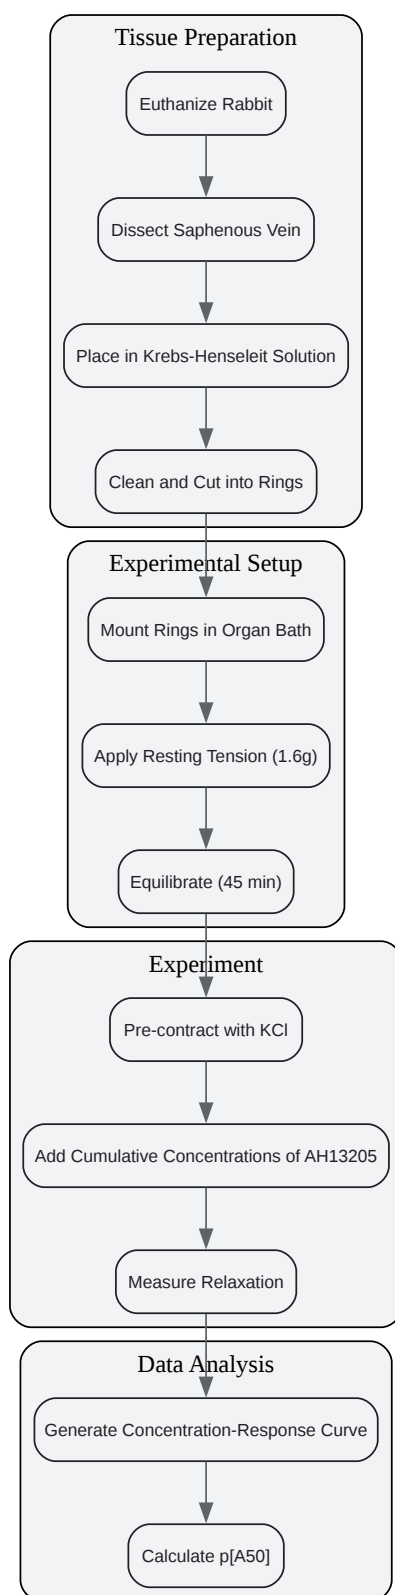 Tissue Preparation
Euthanize Rabbit
Dissect Saphenous Vein
Place in Krebs-Henseleit Solution
Clean and Cut into Rings
Experimental Setup
Mount Rings in Organ Bath
Apply Resting Tension (1.6g)
Equilibrate (45 min)
Experiment
Pre-contract with KCl
Add Cumulative Concentrations of AH13205
Measure Relaxation
Data Analysis
Generate Concentration-Response Curve
Calculate p[A50]